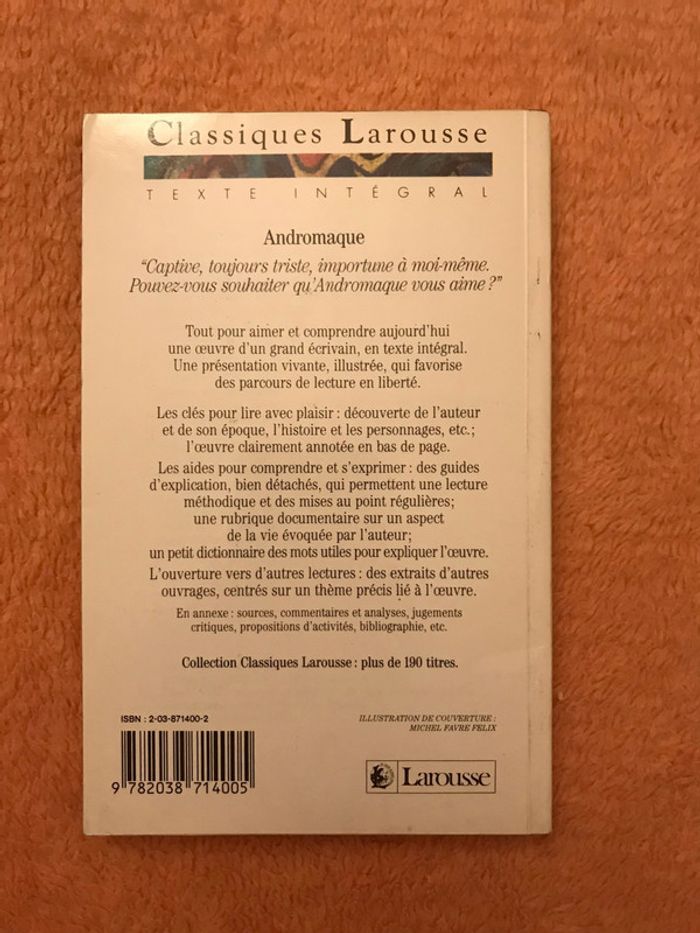 Classiques Larousse
TEXTE INTÉGRAL
Andromaque
“Captive, toujours triste, importune à moi-même.
Pouvez-vous souhaiter qu'Andromaque vous aime ?”
Tout pour aimer et comprendre aujourd'hui
une œuvre d'un grand écrivain, en texte intégral.
Une présentation vivante, illustrée, qui favorise
des parcours de lecture en liberté.
Les clés pour lire avec plaisir : découverte de l'auteur
et de son époque, l'histoire et les personnages, etc. ;
l'œuvre clairement annotée en bas de page.
Les aides pour comprendre et s'exprimer : des guides
d'explication, bien détachés, qui permettent une lecture
méthodique et des mises au point régulières ;
une rubrique documentaire sur un aspect
de la vie évoquée par l'auteur ;
un petit dictionnaire des mots utiles pour expliquer l'œuvre.
L'ouverture vers d'autres lectures : des extraits d'autres
ouvrages, centrés sur un thème précis lié à l'œuvre.
En annexe : sources, commentaires et analyses, jugements
critiques, propositions d'activités, bibliographie, etc.
Collection Classiques Larousse : plus de 190 titres.
ISBN : 2-03-871400-2
ILLUSTRATION DE COUVERTURE :
MICHEL FAVRE FELIX
9 782038 714005
Larousse